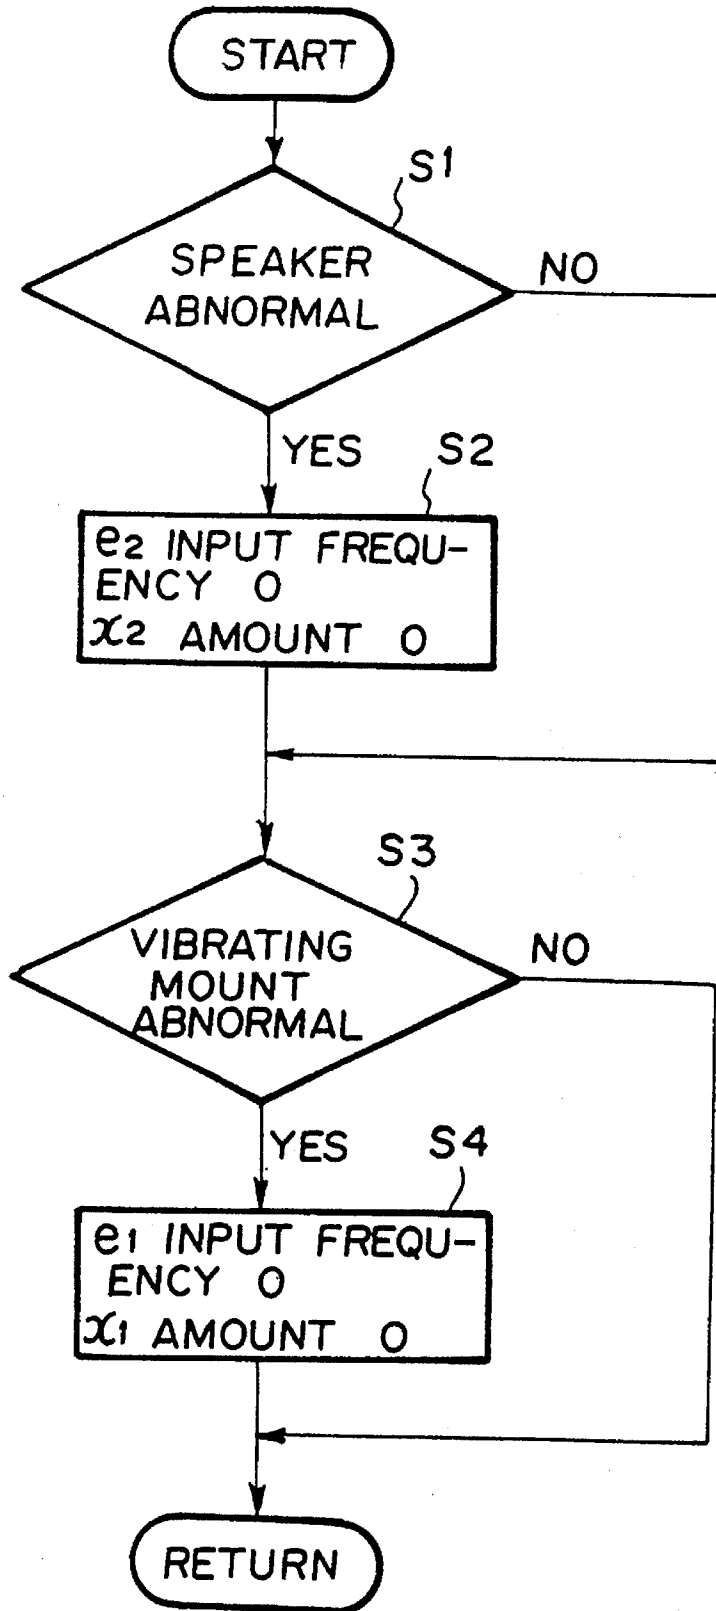 START
S1
SPEAKER
ABNORMAL
NO
YES
S2
e2 INPUT FREQU-
ENCY 0
x2 AMOUNT 0
S3
VIBRATING
MOUNT
ABNORMAL
NO
YES
S4
e1 INPUT FREQU-
ENCY 0
x1 AMOUNT 0
RETURN